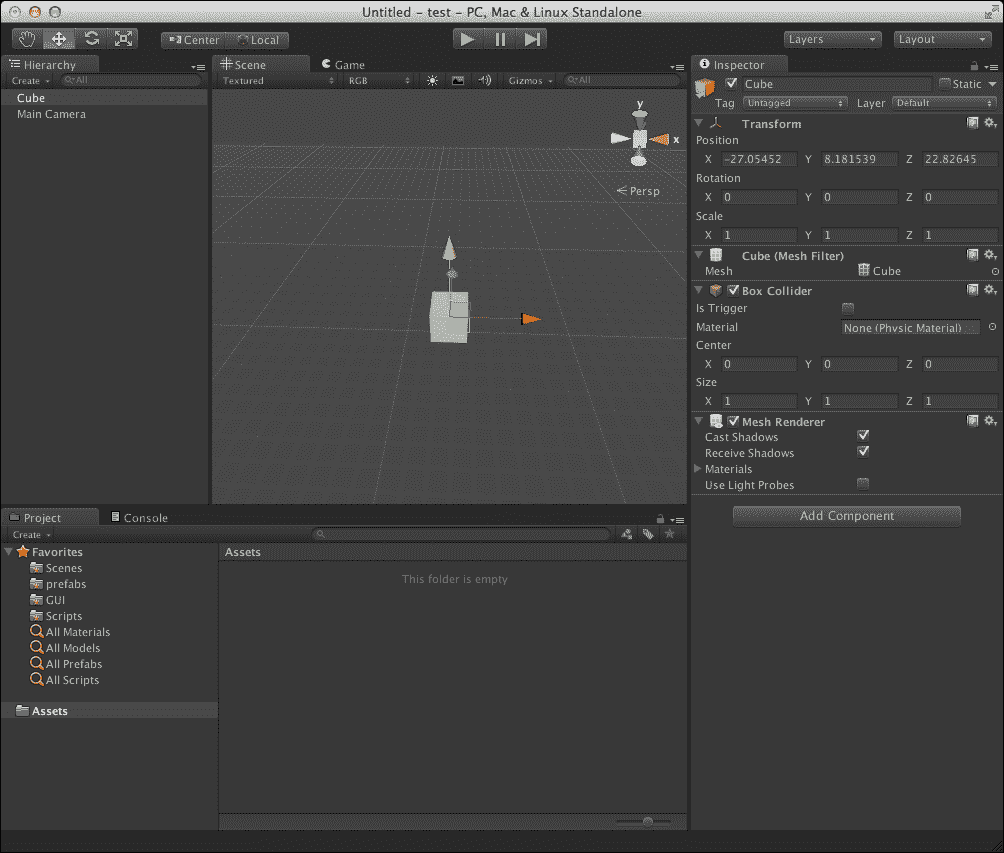 Untitled - test - PC, Mac & Linux Standalone
Center Local
Layers Layout
Hierarchy
Create All
Cube
Main Camera
Scene Game
Textured RGB Gizmos All
y
x
Persp
Inspector
Cube Static
Tag Untagged Layer Default
Transform
Position
X -27.05452 Y 8.181539 Z 22.82645
Rotation
X 0 Y 0 Z 0
Scale
X 1 Y 1 Z 1
Cube (Mesh Filter)
Mesh Cube
Box Collider
Is Trigger
Material None (Physic Material)
Center
X 0 Y 0 Z 0
Size
X 1 Y 1 Z 1
Mesh Renderer
Cast Shadows
Receive Shadows
Materials
Use Light Probes
Add Component
Project Console
Create
Favorites
Scenes
prefabs
GUI
Scripts
All Materials
All Models
All Prefabs
All Scripts
Assets
Assets
This folder is empty